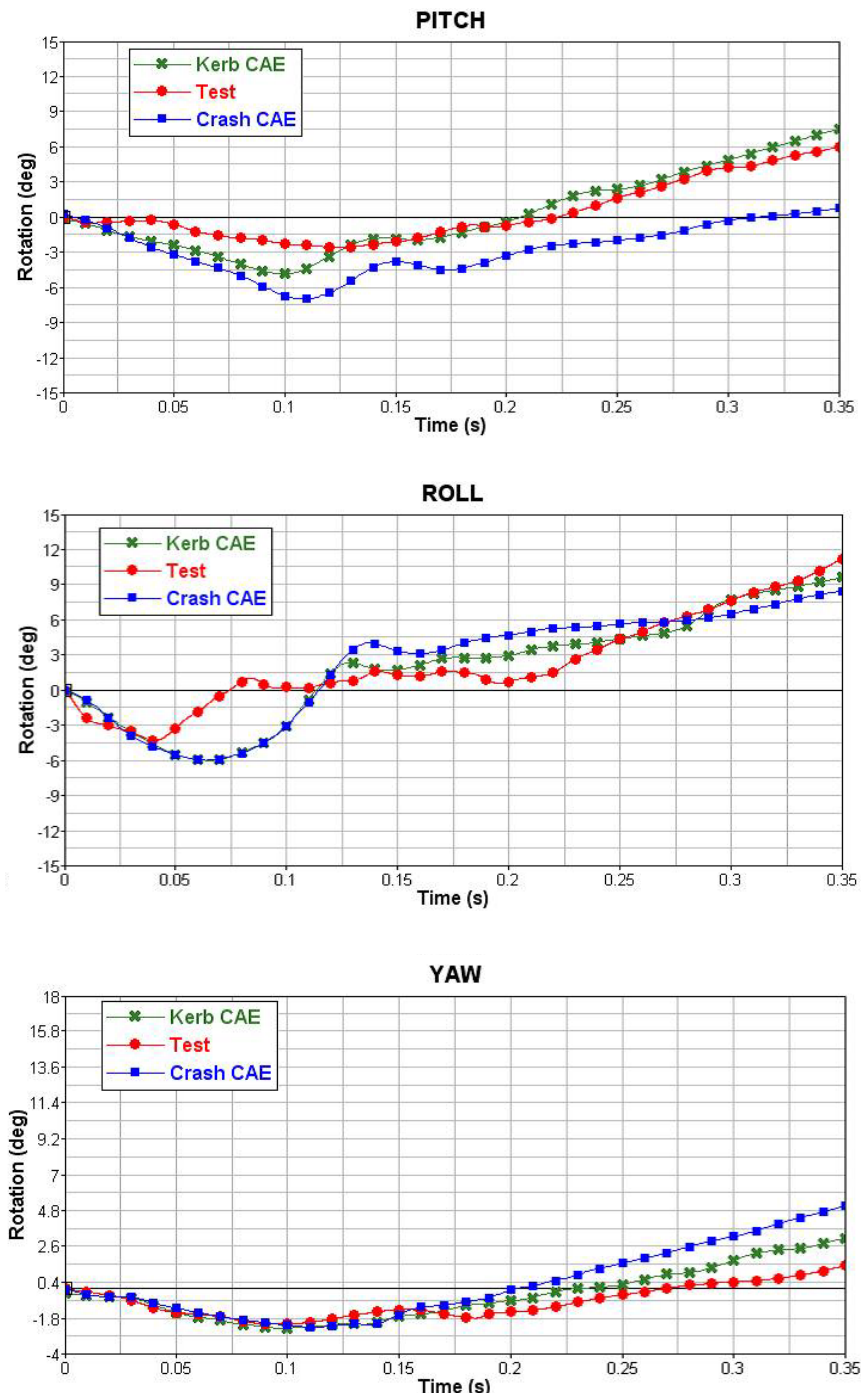 PITCH
15
12
9
6
3
0
-3
-6
-9
-12
-15
Rotation (deg)
Kerb CAE
Test
Crash CAE
0 0.05 0.1 0.15 0.2 0.25 0.3 0.35
Time (s)
ROLL
15
12
9
6
3
0
-3
-6
-9
-12
-15
Rotation (deg)
Kerb CAE
Test
Crash CAE
0 0.05 0.1 0.15 0.2 0.25 0.3 0.35
Time (s)
YAW
18
15.8
13.6
11.4
9.2
7
4.8
2.6
0.4
-1.8
-4
Rotation (deg)
Kerb CAE
Test
Crash CAE
0 0.05 0.1 0.15 0.2 0.25 0.3 0.35
Time (s)